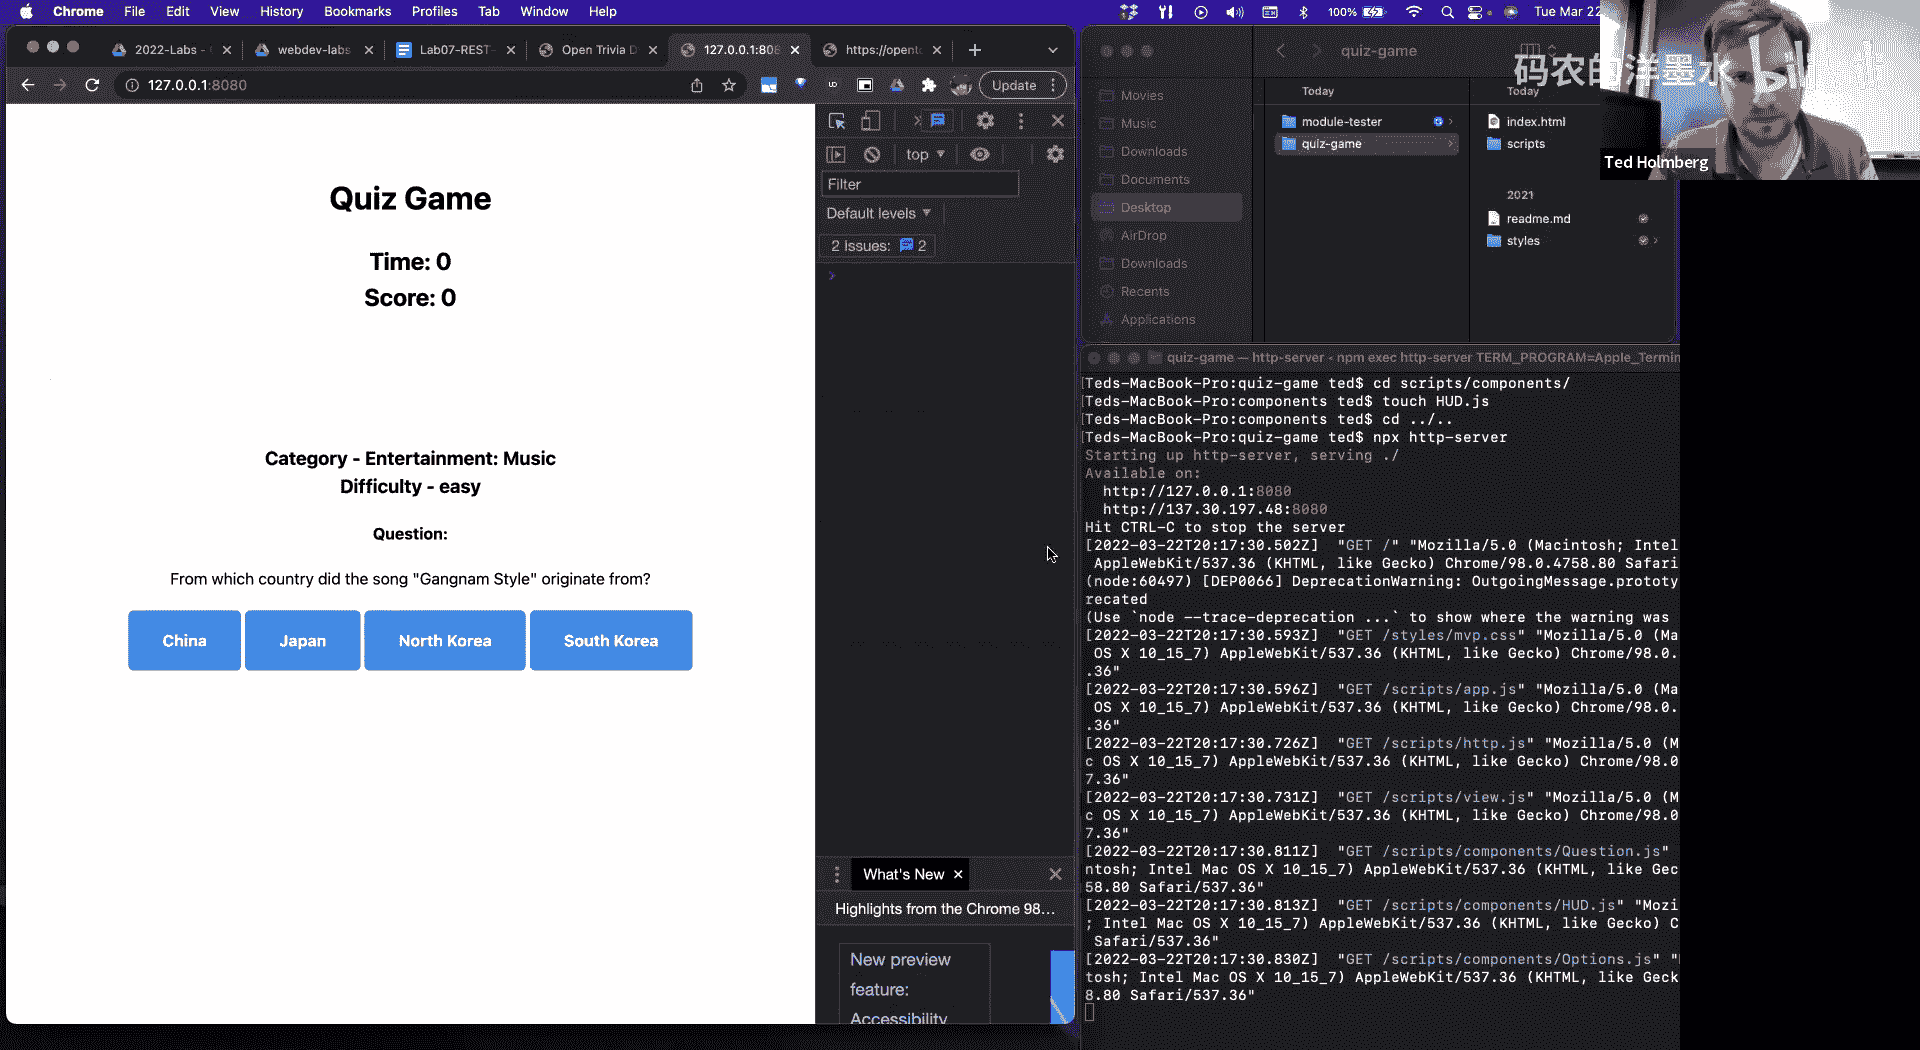 Chrome File Edit View History Bookmarks Profiles Tab Window Help
100% Tue Mar 22
2022-Labs -
webdev-labs
Lab07-REST-
Open Trivia D
127.0.0.1:808
https://opent
127.0.0.1:8080
Update
Quiz Game
Time: 0
Score: 0
Category - Entertainment: Music
Difficulty - easy
Question:
From which country did the song "Gangnam Style" originate from?
China
Japan
North Korea
South Korea
top
Filter
Default levels
2 Issues: 2
What's New
Highlights from the Chrome 98...
New preview
feature:
Accessibility
quiz-game
Movies
Music
Downloads
Documents
Desktop
AirDrop
Downloads
Recents
Applications
Today
module-tester
quiz-game
Today
index.html
scripts
2021
readme.md
styles
码农的洋墨水
Ted Holmberg
quiz-game — http-server - npm exec http-server TERM_PROGRAM=Apple_Termin
[Teds-MacBook-Pro:quiz-game ted$ cd scripts/components/
[Teds-MacBook-Pro:components ted$ touch HUD.js
[Teds-MacBook-Pro:components ted$ cd ../..
[Teds-MacBook-Pro:quiz-game ted$ npx http-server
Starting up http-server, serving ./
Available on:
http://127.0.0.1:8080
http://137.30.197.48:8080
Hit CTRL-C to stop the server
[2022-03-22T20:17:30.502Z] "GET /" "Mozilla/5.0 (Macintosh; Intel
AppleWebKit/537.36 (KHTML, like Gecko) Chrome/98.0.4758.80 Safari
(node:60497) [DEP0066] DeprecationWarning: OutgoingMessage.prototy
recated
(Use `node --trace-deprecation ...` to show where the warning was
[2022-03-22T20:17:30.593Z] "GET /styles/mvp.css" "Mozilla/5.0 (Ma
OS X 10_15_7) AppleWebKit/537.36 (KHTML, like Gecko) Chrome/98.0.
.36"
[2022-03-22T20:17:30.596Z] "GET /scripts/app.js" "Mozilla/5.0 (Ma
OS X 10_15_7) AppleWebKit/537.36 (KHTML, like Gecko) Chrome/98.0.
.36"
[2022-03-22T20:17:30.726Z] "GET /scripts/http.js" "Mozilla/5.0 (M
c OS X 10_15_7) AppleWebKit/537.36 (KHTML, like Gecko) Chrome/98.0
7.36"
[2022-03-22T20:17:30.731Z] "GET /scripts/view.js" "Mozilla/5.0 (M
c OS X 10_15_7) AppleWebKit/537.36 (KHTML, like Gecko) Chrome/98.0
7.36"
[2022-03-22T20:17:30.811Z] "GET /scripts/components/Question.js"
ntosh; Intel Mac OS X 10_15_7) AppleWebKit/537.36 (KHTML, like Gec
58.80 Safari/537.36"
[2022-03-22T20:17:30.813Z] "GET /scripts/components/HUD.js" "Mozi
; Intel Mac OS X 10_15_7) AppleWebKit/537.36 (KHTML, like Gecko) C
Safari/537.36"
[2022-03-22T20:17:30.830Z] "GET /scripts/components/Options.js" "
tosh; Intel Mac OS X 10_15_7) AppleWebKit/537.36 (KHTML, like Geck
8.80 Safari/537.36"